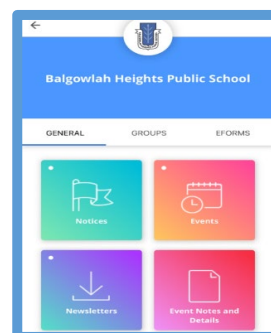 Balgowlah Heights Public School
GENERAL GROUPS EFORMS
Notices Events
Newsletters Event Notes and
Details